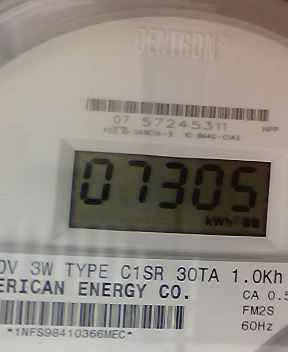 CENTRON®
07 57245311
HPP
07305
kWh
0V 3W TYPE C1SR 30TA 1.0Kh
ERICAN ENERGY CO.
CA 0.5
FM2S
60Hz
*1NFS98410366MEC*